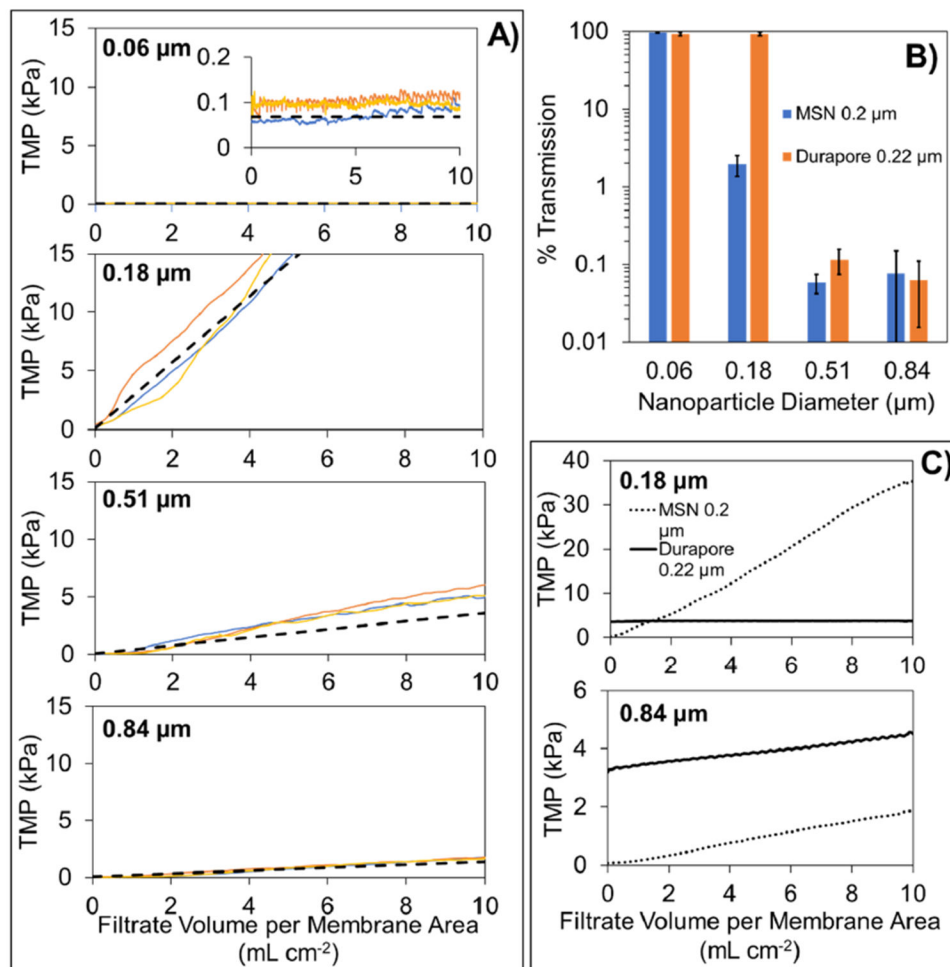 A)
0.06 µm
TMP (kPa)
15
10
5
0
0.2
0.1
0
0 5 10
0 2 4 6 8 10
0.18 µm
TMP (kPa)
15
10
5
0
0 2 4 6 8 10
0.51 µm
TMP (kPa)
15
10
5
0
0 2 4 6 8 10
0.84 µm
TMP (kPa)
15
10
5
0
0 2 4 6 8 10
Filtrate Volume per Membrane Area
(mL cm-2)
B)
% Transmission
100
10
1
0.1
0.01
MSN 0.2 µm
Durapore 0.22 µm
0.06 0.18 0.51 0.84
Nanoparticle Diameter (µm)
C)
0.18 µm
MSN 0.2
µm
Durapore
0.22 µm
TMP (kPa)
40
30
20
10
0
0 2 4 6 8 10
0.84 µm
TMP (kPa)
6
4
2
0
0 2 4 6 8 10
Filtrate Volume per Membrane Area
(mL cm-2)